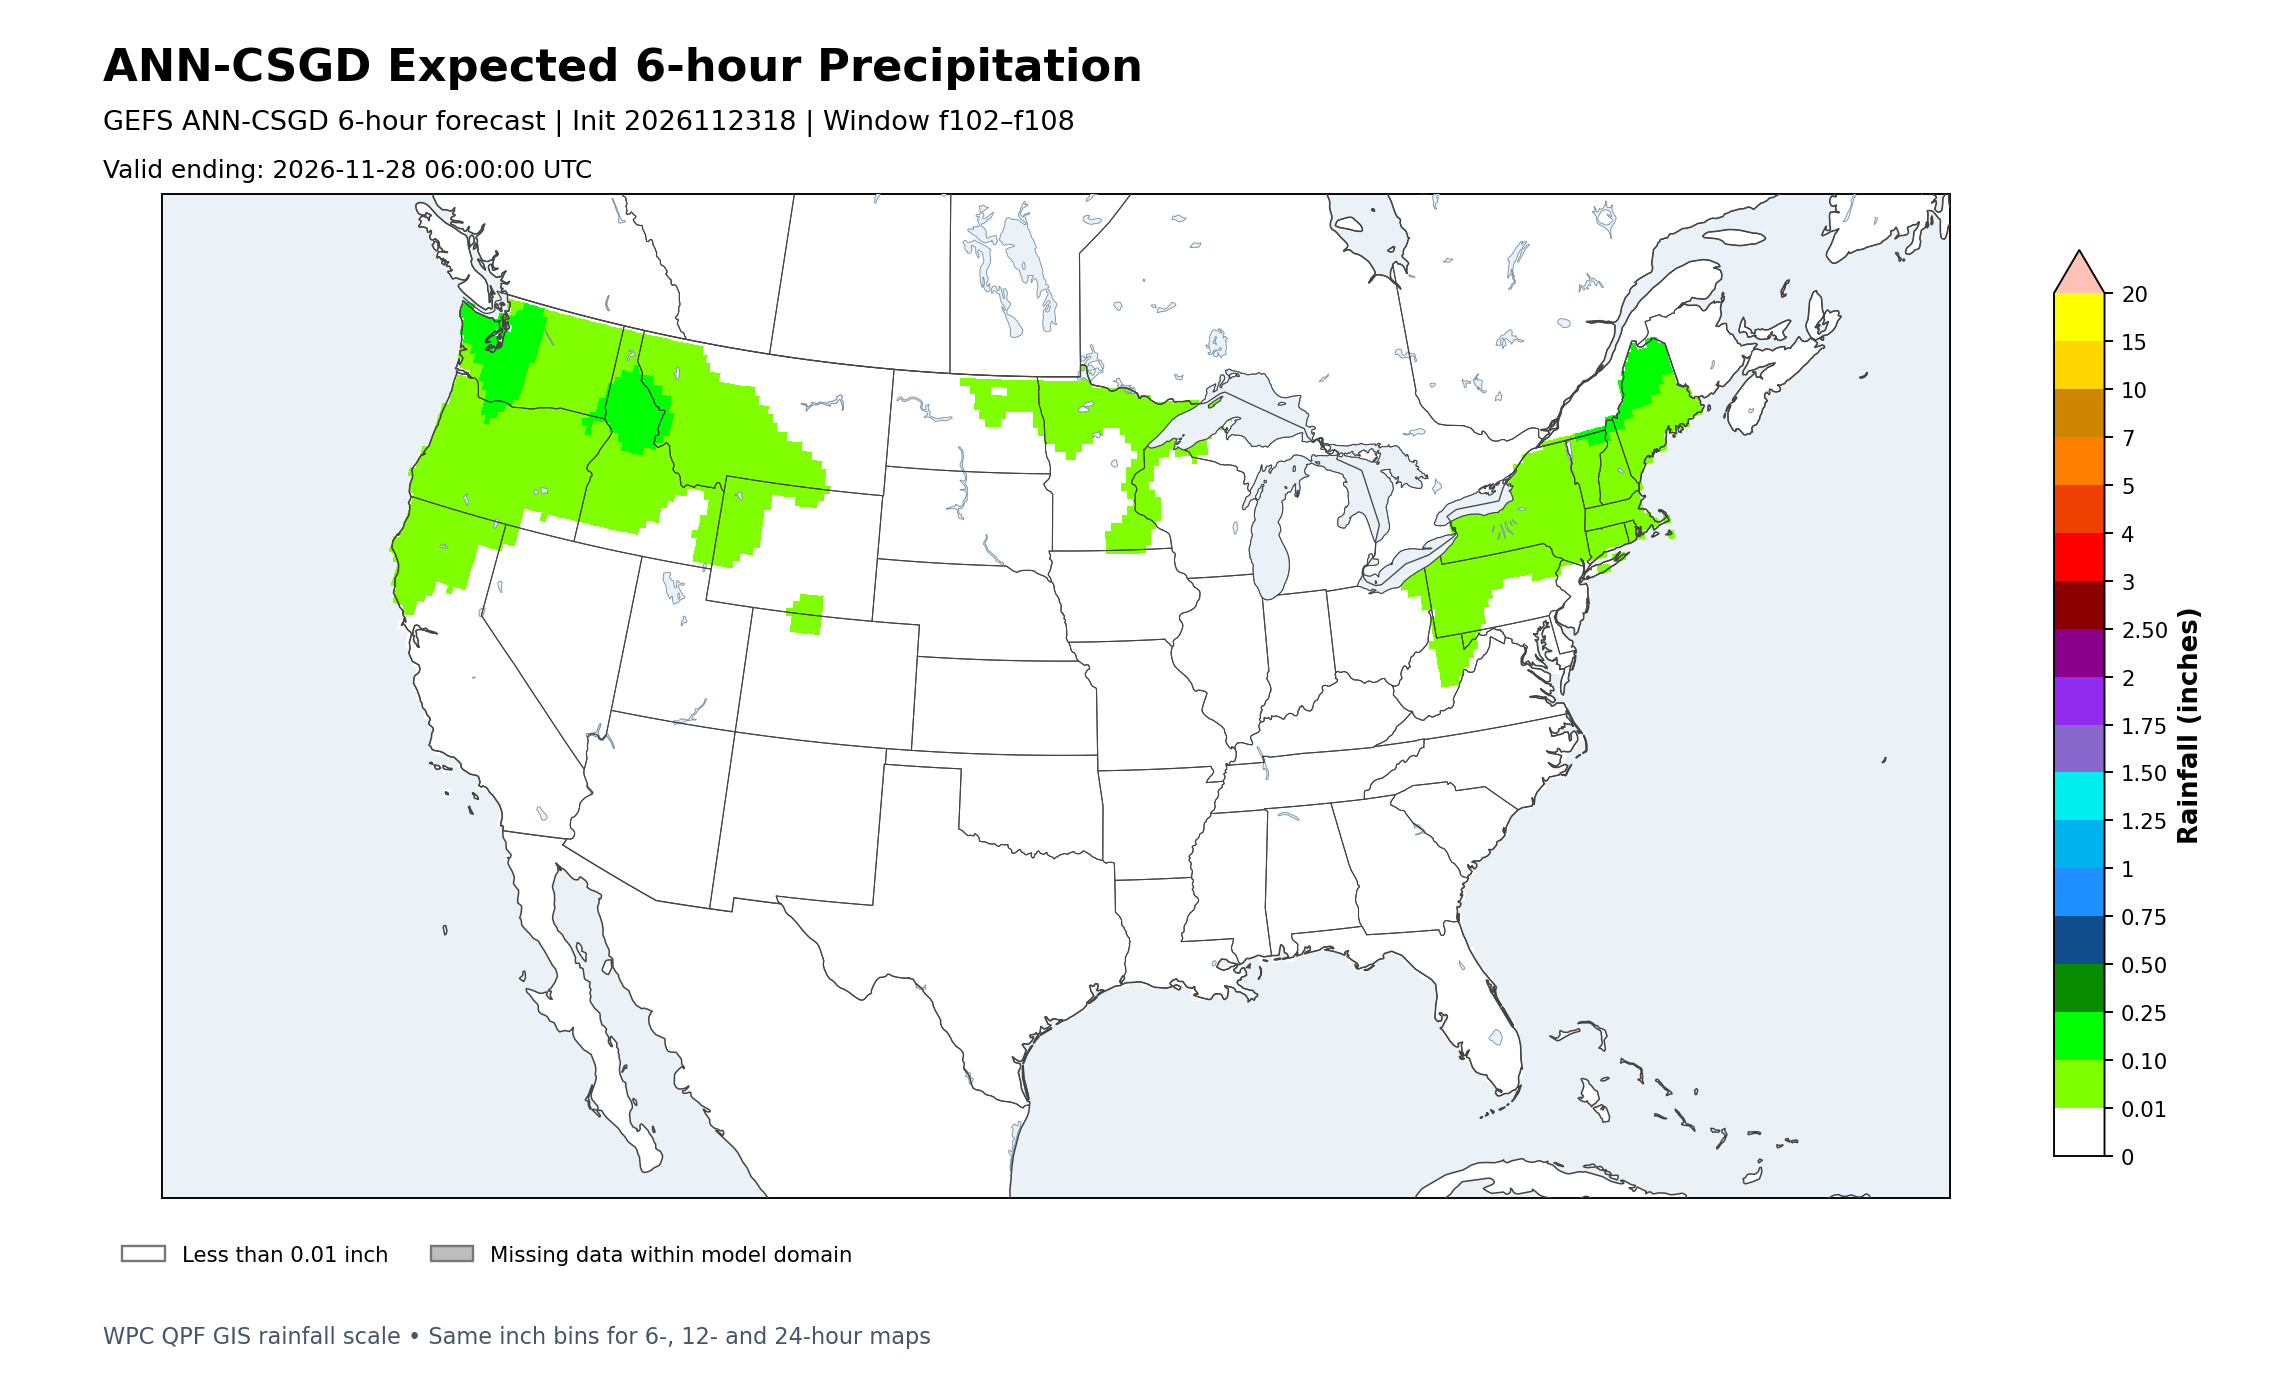 ANN-CSGD Expected 6-hour Precipitation
GEFS ANN-CSGD 6-hour forecast | Init 2026112318 | Window f102–f108
Valid ending: 2026-11-28 06:00:00 UTC
20
15
10
7
5
4
3
2.50
2
1.75
1.50
1.25
1
0.75
0.50
0.25
0.10
0.01
0
Rainfall (inches)
Less than 0.01 inch
Missing data within model domain
WPC QPF GIS rainfall scale • Same inch bins for 6-, 12- and 24-hour maps